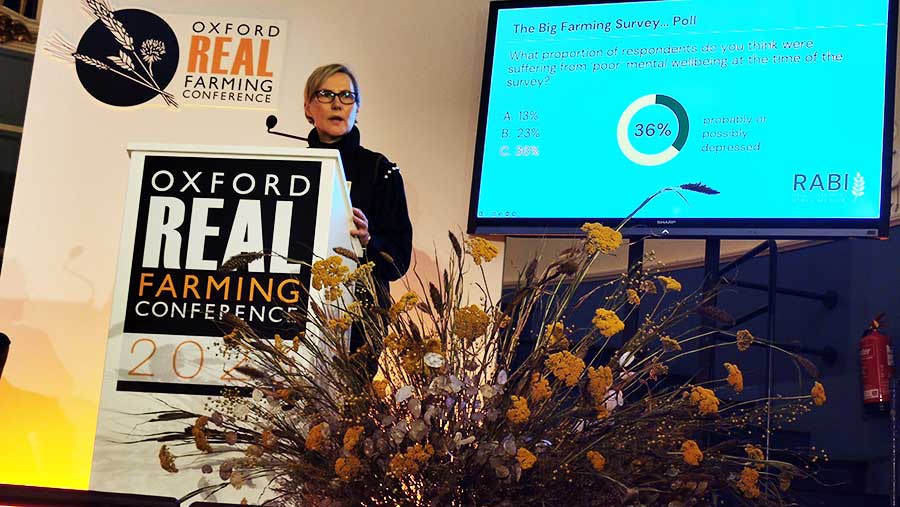 OXFORD
REAL
FARMING
CONFERENCE
OXFORD
REAL
FARMING
CONFERENCE
The Big Farming Survey... Poll
What proportion of respondents do you think were
suffering from 'poor' mental wellbeing at the time of the
survey?
A. 13%
B. 23%
C. 36%
36%
probably or
possibly
depressed
RABI
SHARP